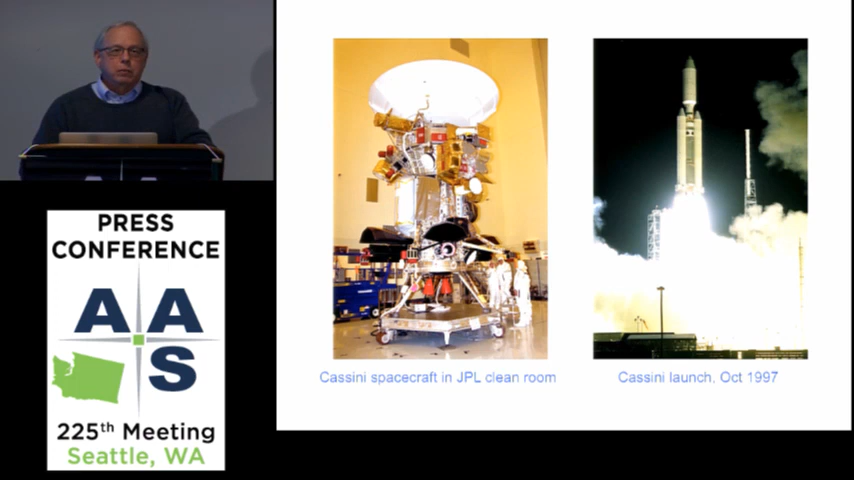 PRESS
CONFERENCE
AAS
225th Meeting
Seattle, WA
Cassini spacecraft in JPL clean room
Cassini launch, Oct 1997